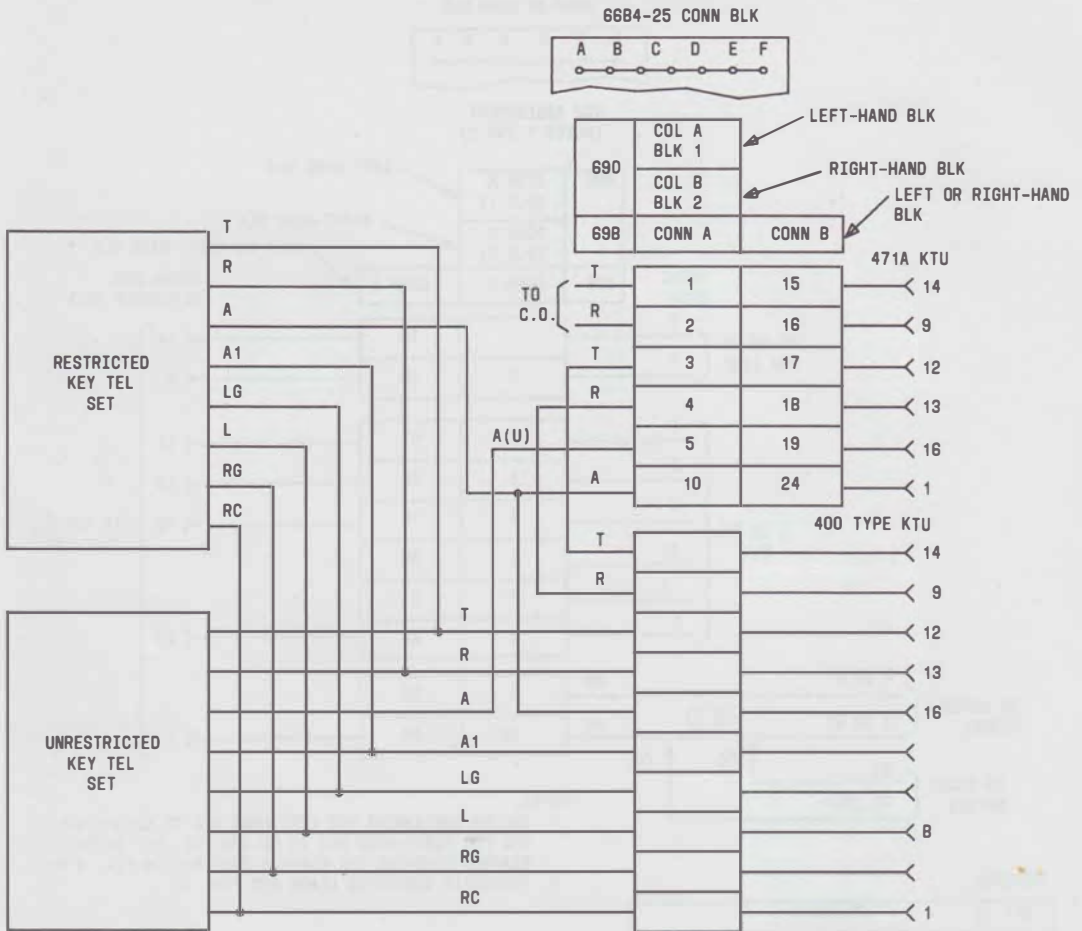 66B4-25 CONN BLK
A B C D E F
LEFT-HAND BLK
COL A
BLK 1
69D
RIGHT-HAND BLK
COL B
BLK 2
LEFT OR RIGHT-HAND
BLK
69B CONN A CONN B
471A KTU
TO
C.O.
T 1 15 14
R 2 16 9
T 3 17 12
R 4 18 13
A(U) 5 19 16
A 10 24 1
RESTRICTED
KEY TEL
SET
T
R
A
A1
LG
L
RG
RC
400 TYPE KTU
T 14
R 9
UNRESTRICTED
KEY TEL
SET
T 12
R 13
A 16
A1
LG
L 8
RG
RC 1